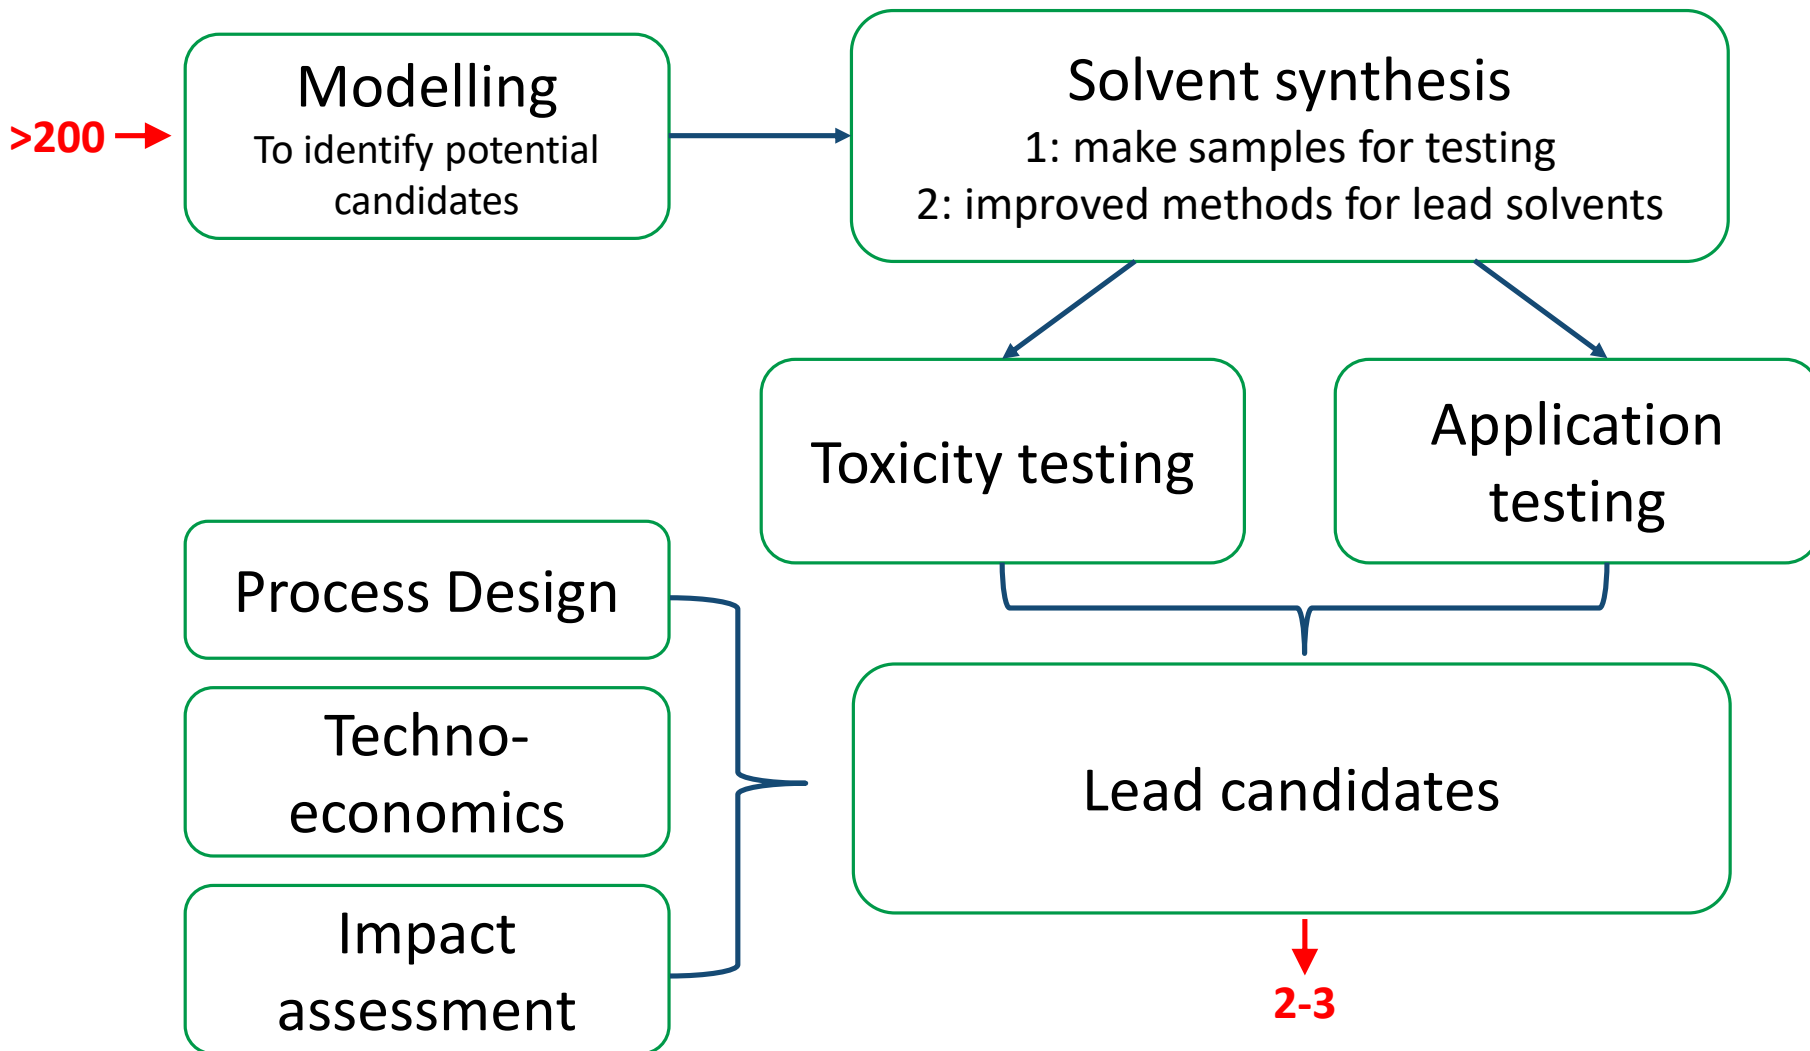 >200
Modelling
To identify potential
candidates
Solvent synthesis
1: make samples for testing
2: improved methods for lead solvents
Toxicity testing
Application
testing
Process Design
Techno-
economics
Impact
assessment
Lead candidates
2-3